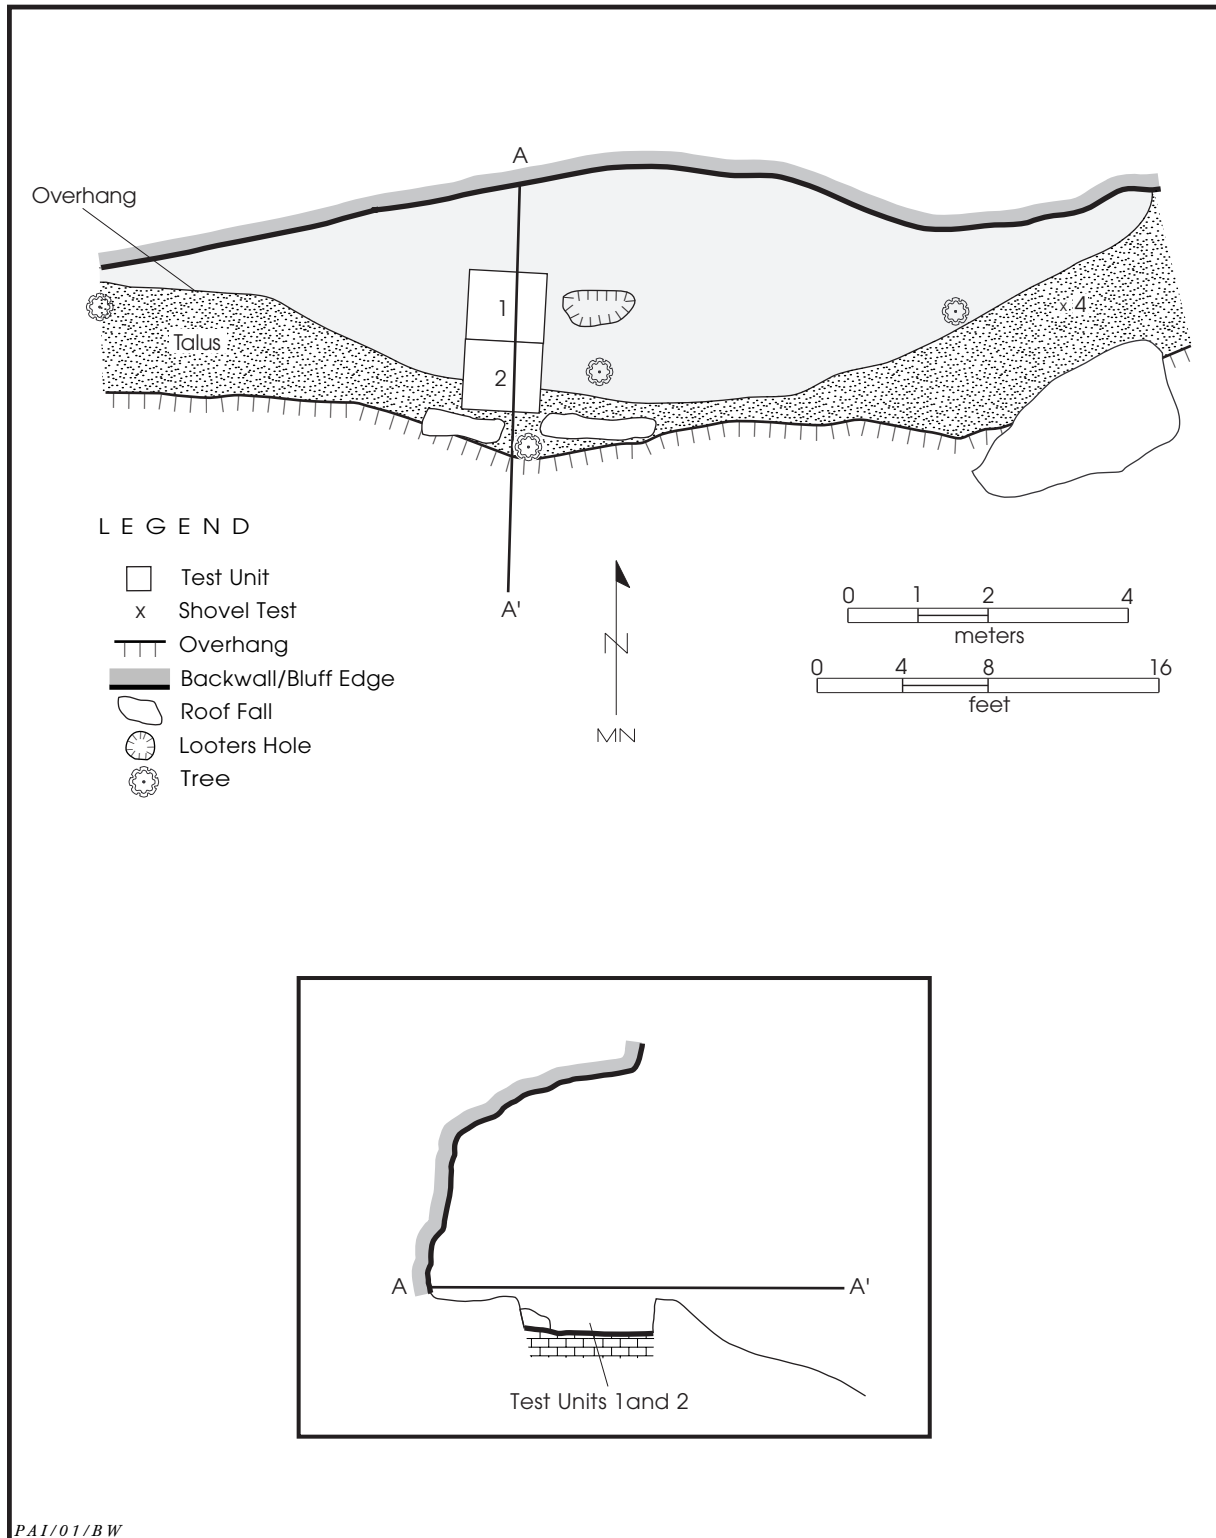 A
Overhang
1
x 4
Talus
2
L E G E N D
Test Unit
x Shovel Test
Overhang
Backwall/Bluff Edge
Roof Fall
Looters Hole
Tree
A'
N
MN
0 1 2 4
meters
0 4 8 16
feet
A A'
Test Units 1and 2
PAI/01/BW